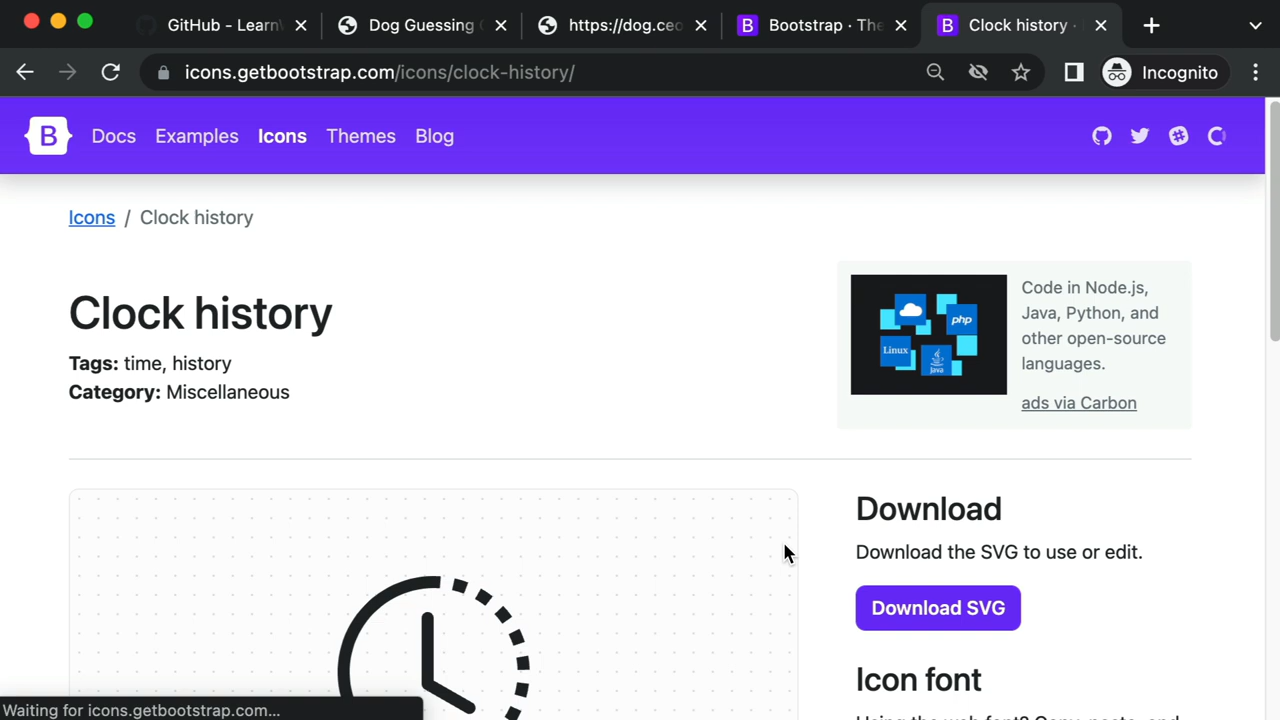 GitHub - Learn
Dog Guessing
https://dog.ceo
B Bootstrap · The
B Clock history ·
icons.getbootstrap.com/icons/clock-history/
Incognito
B Docs Examples Icons Themes Blog
Icons / Clock history
Clock history
Tags: time, history
Category: Miscellaneous
php
Linux
Java
Code in Node.js,
Java, Python, and
other open-source
languages.
ads via Carbon
Download
Download the SVG to use or edit.
Download SVG
Icon font
Waiting for icons.getbootstrap.com...